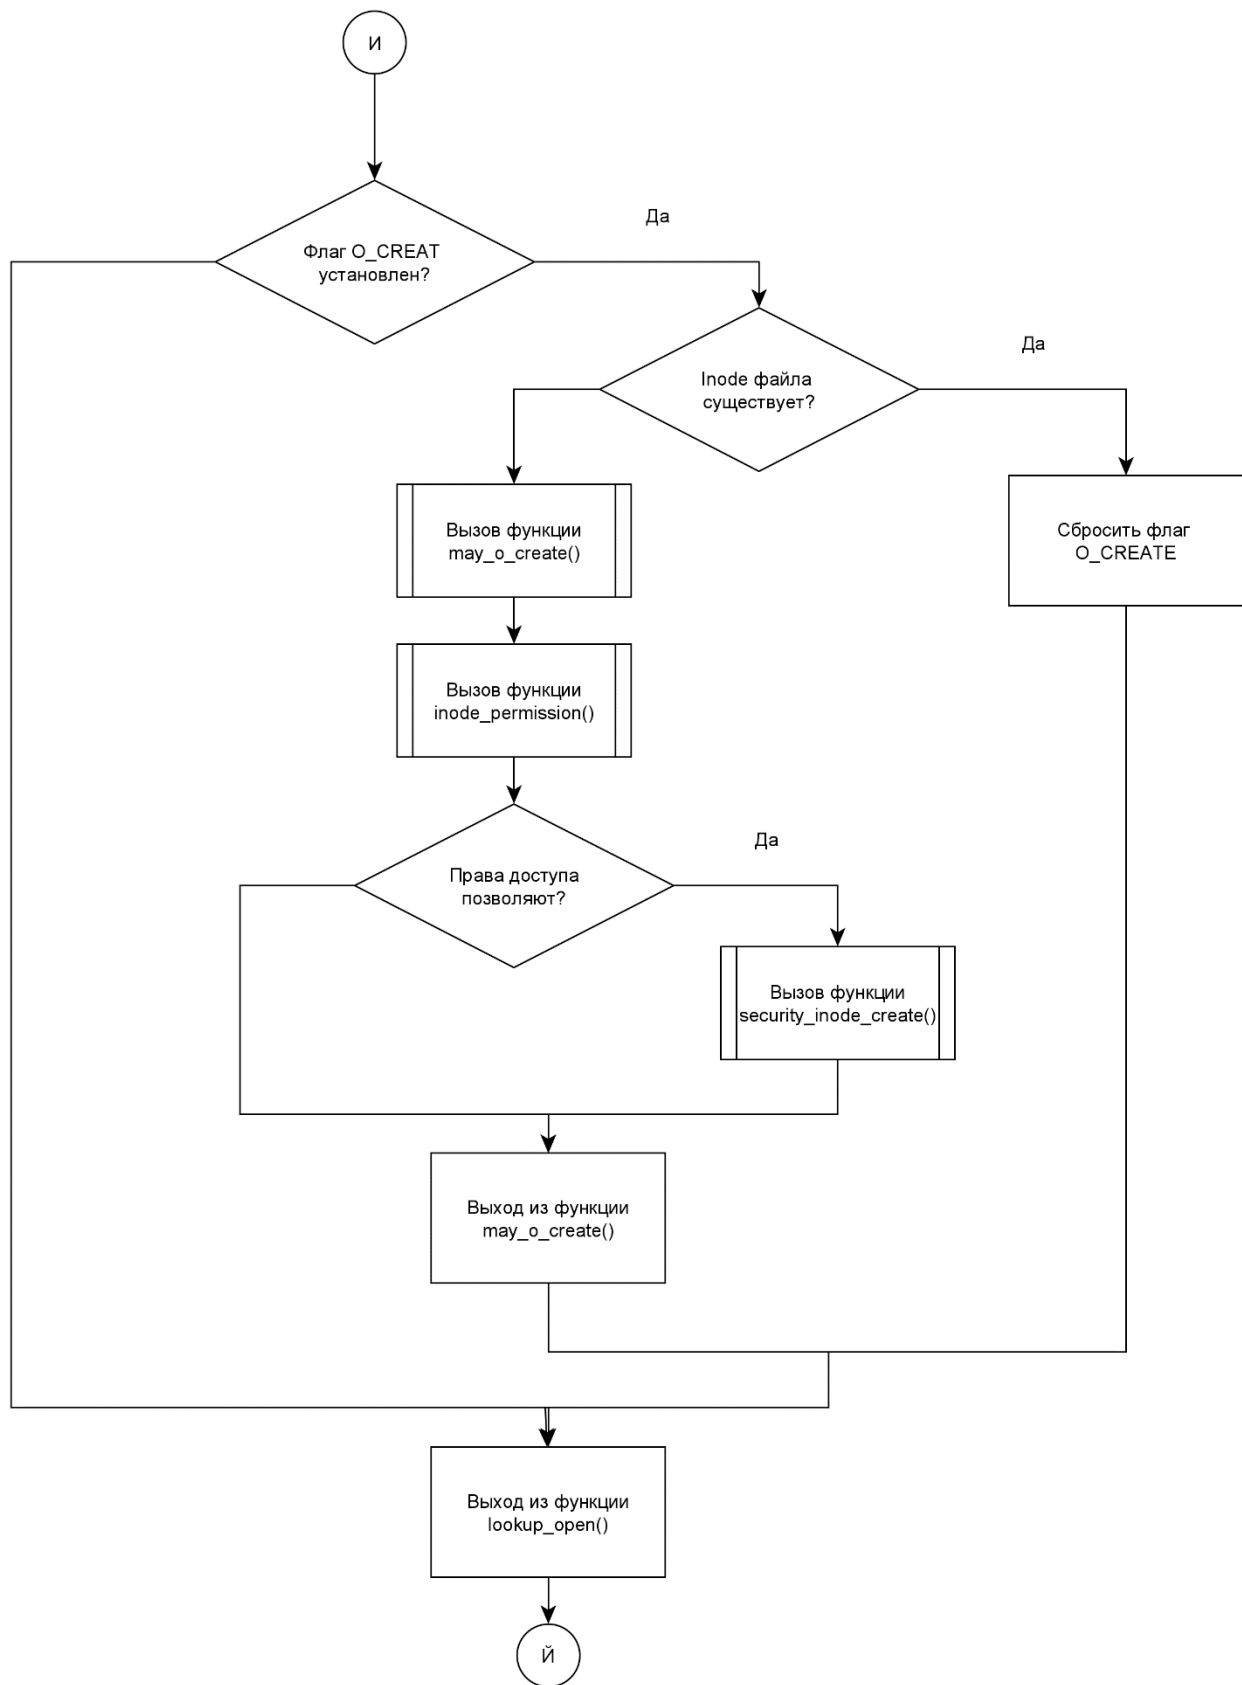 И
Флаг O_CREAT
установлен?
Да
Inode файла
существует?
Да
Вызов функции
may_o_create()
Сбросить флаг
O_CREATE
Вызов функции
inode_permission()
Права доступа
позволяют?
Да
Вызов функции
security_inode_create()
Выход из функции
may_o_create()
Выход из функции
lookup_open()
Й